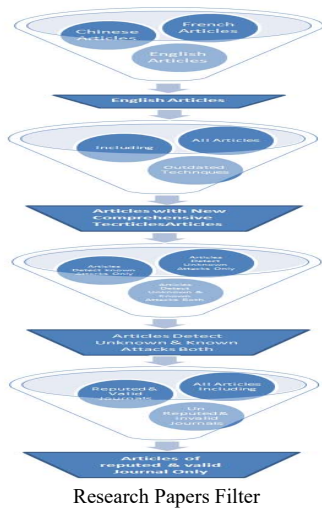 Chinese
Articles
French
Articles
English
Articles
English Articles
Including
All Articles
Outdated
Techniques
Articles with New
Comprehensive
TecrticlesArticles
Articles
Detect Known
Attacks Only
Articles
Detect
Unknown
Attacks Only
Articles
Detect
Unknown &
Known
Attacks Both
Articles Detect
Unknown & Known
Attacks Both
Reputed &
Valid
Journals
All Articles
Including
Un
Reputed &
Invalid
Journals
Articles of
reputed & valid
Journal Only
Research Papers Filter